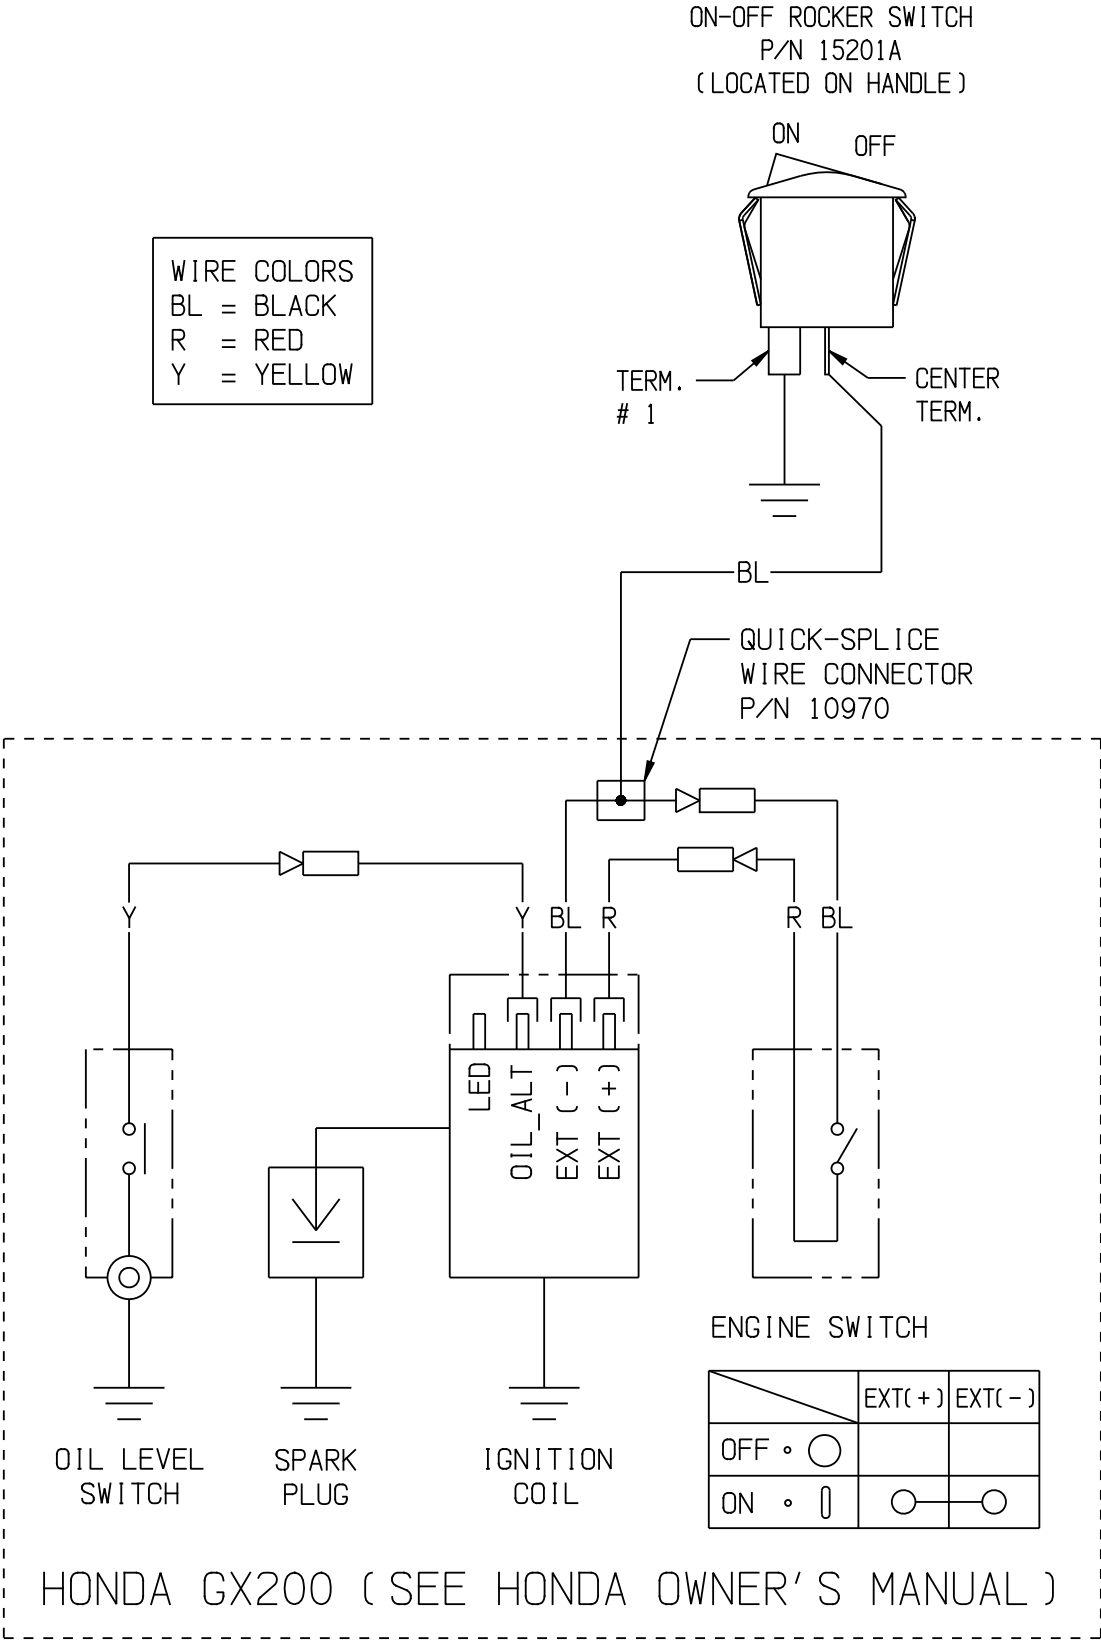 ON-OFF ROCKER SWITCH
P/N 15201A
(LOCATED ON HANDLE)
ON
OFF
WIRE COLORS
BL = BLACK
R = RED
Y = YELLOW
TERM.
# 1
CENTER
TERM.
BL
QUICK-SPLICE
WIRE CONNECTOR
P/N 10970
Y
Y
BL
R
R
BL
LED
OIL_ALT
EXT (-)
EXT (+)
ENGINE SWITCH
EXT(+) EXT(-)
OFF
ON
OIL LEVEL
SWITCH
SPARK
PLUG
IGNITION
COIL
HONDA GX200 (SEE HONDA OWNER'S MANUAL)